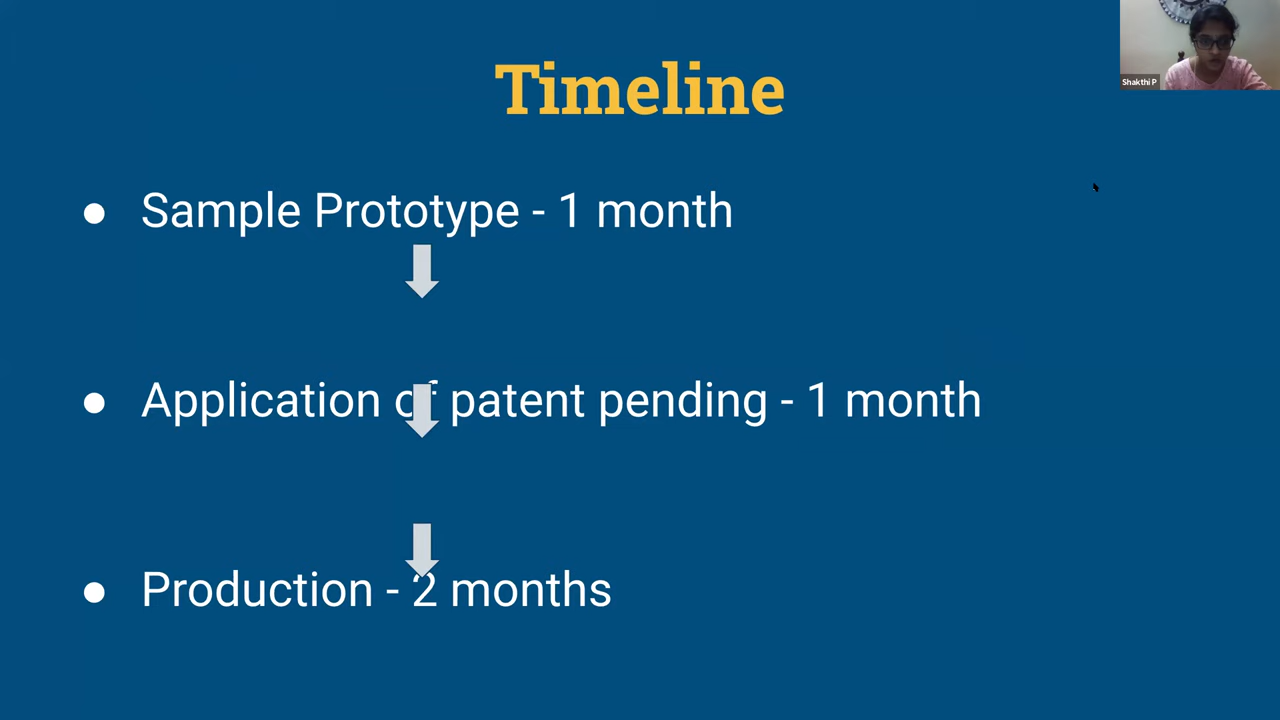 Timeline
Shakthi P
● Sample Prototype - 1 month
● Application of patent pending - 1 month
● Production - 2 months